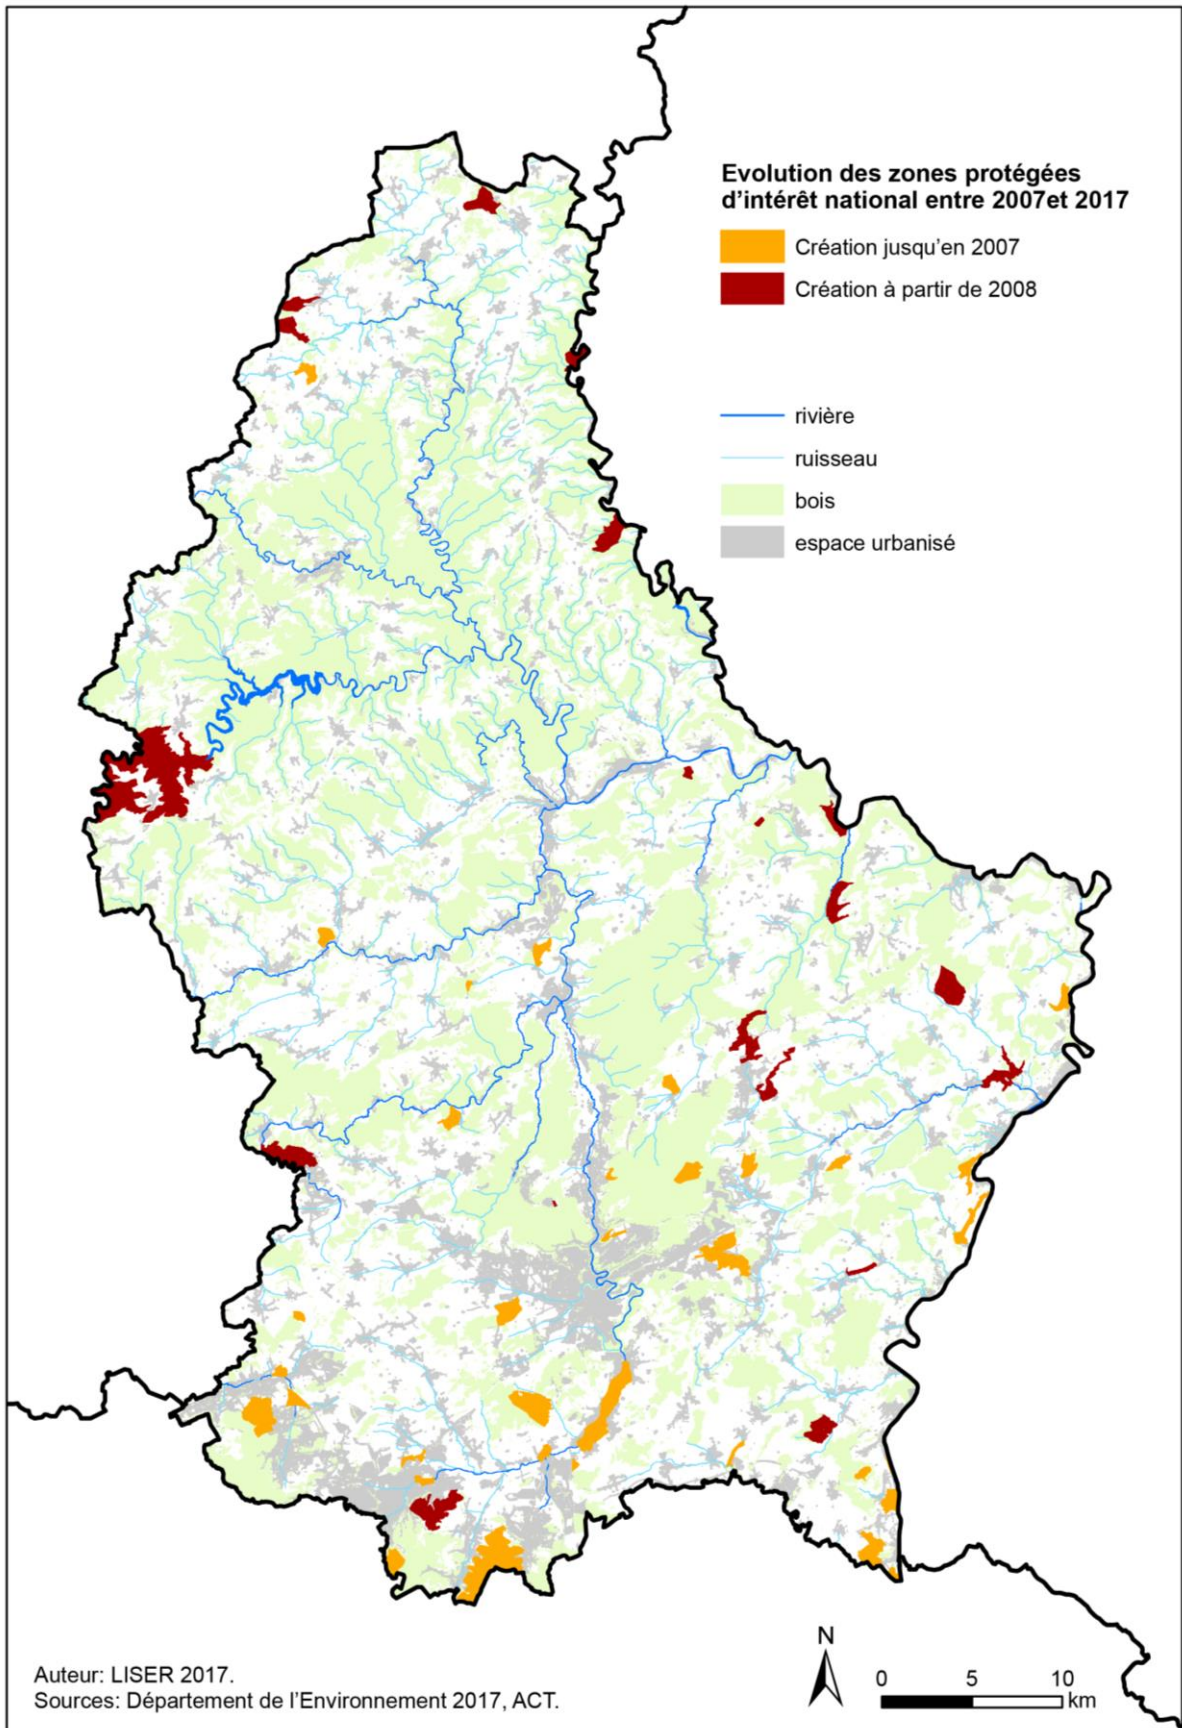 Evolution des zones protégées
d'intérêt national entre 2007et 2017
Création jusqu'en 2007
Création à partir de 2008
rivière
ruisseau
bois
espace urbanisé
N
0 5 10
km
Auteur: LISER 2017.
Sources: Département de l'Environnement 2017, ACT.